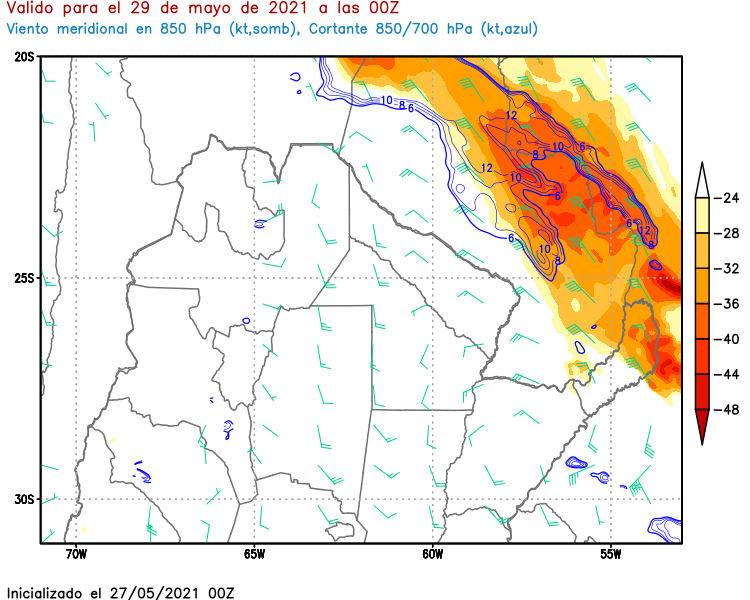 Valido para el 29 de mayo de 2021 a las 00Z
Viento meridional en 850 hPa (kt,somb), Cortante 850/700 hPa (kt,azul)
20S
10 8 6
12
10 6
8
12
10
6
6
12
6
8
10
8
25S
30S
70W 65W 60W 55W
-24
-28
-32
-36
-40
-44
-48
Inicializado el 27/05/2021 00Z